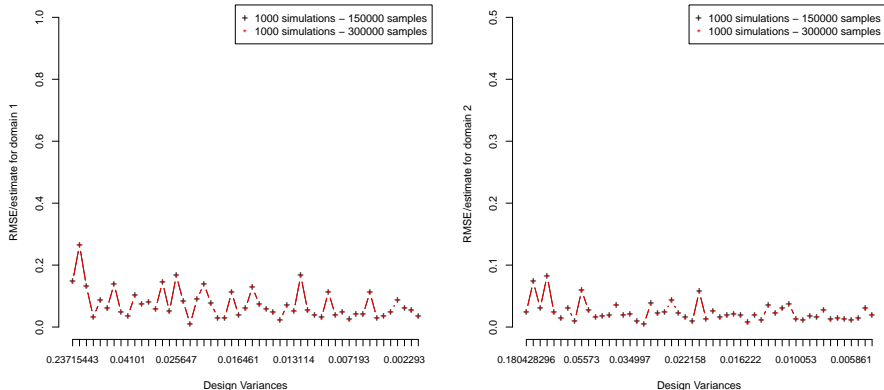 1000 simulations − 150000 samples
1000 simulations − 300000 samples
RMSE/estimate for domain 1
1.0
0.8
0.6
0.4
0.2
0.0
0.23715443 0.04101 0.025647 0.016461 0.013114 0.007193 0.002293
Design Variances
1000 simulations − 150000 samples
1000 simulations − 300000 samples
RMSE/estimate for domain 2
0.5
0.4
0.3
0.2
0.1
0.0
0.180428296 0.05573 0.034997 0.022158 0.016222 0.010053 0.005861
Design Variances